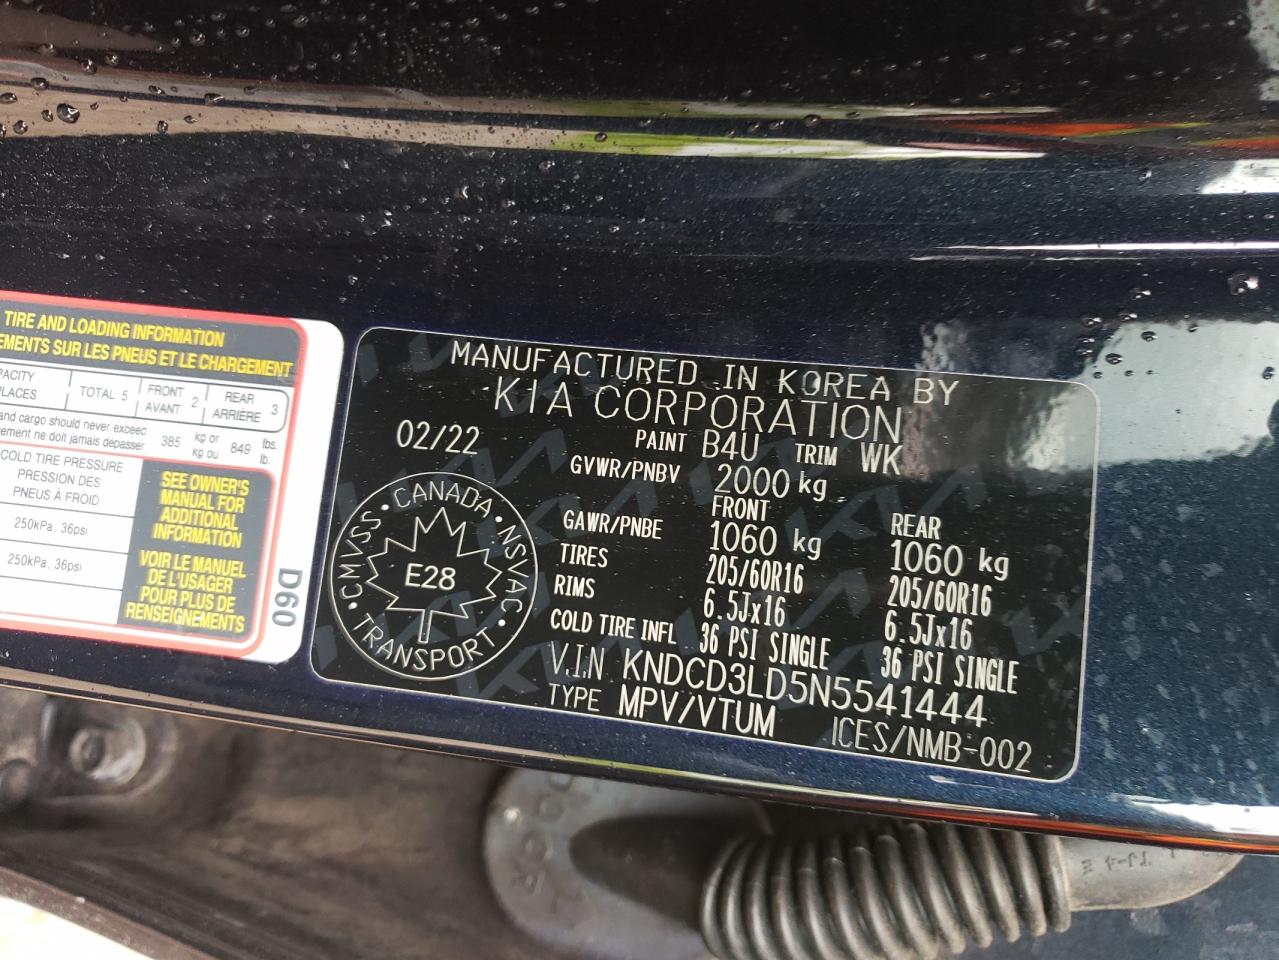 TIRE AND LOADING INFORMATION
EMENTS SUR LES PNEUS ET LE CHARGEMENT
PACITY
PLACES
TOTAL 5
FRONT
AVANT
2
REAR
ARRIÈRE
3
and cargo should never exceed
ement ne doit jamais dépasser
385
kg or
kg ou
849
lbs.
lb.
COLD TIRE PRESSURE
PRESSION DES
PNEUS À FROID
250kPa, 36psi
250kPa, 36psi
SEE OWNER'S
MANUAL FOR
ADDITIONAL
INFORMATION
VOIR LE MANUEL
DE L'USAGER
POUR PLUS DE
RENSEIGNEMENTS
D60
MANUFACTURED IN KOREA BY
KIA CORPORATION
02/22
PAINT B4U TRIM WK
GVWR/PNBV 2000 kg
FRONT REAR
GAWR/PNBE 1060 kg 1060 kg
TIRES 205/60R16 205/60R16
RIMS 6.5Jx16 6.5Jx16
COLD TIRE INFL 36 PSI SINGLE 36 PSI SINGLE
V.I.N KNDCD3LD5N5541444
TYPE MPV/VTUM ICES/NMB-002
CANADA · NSVAC · TRANSPORT · CMVSS ·
E28
DOOR